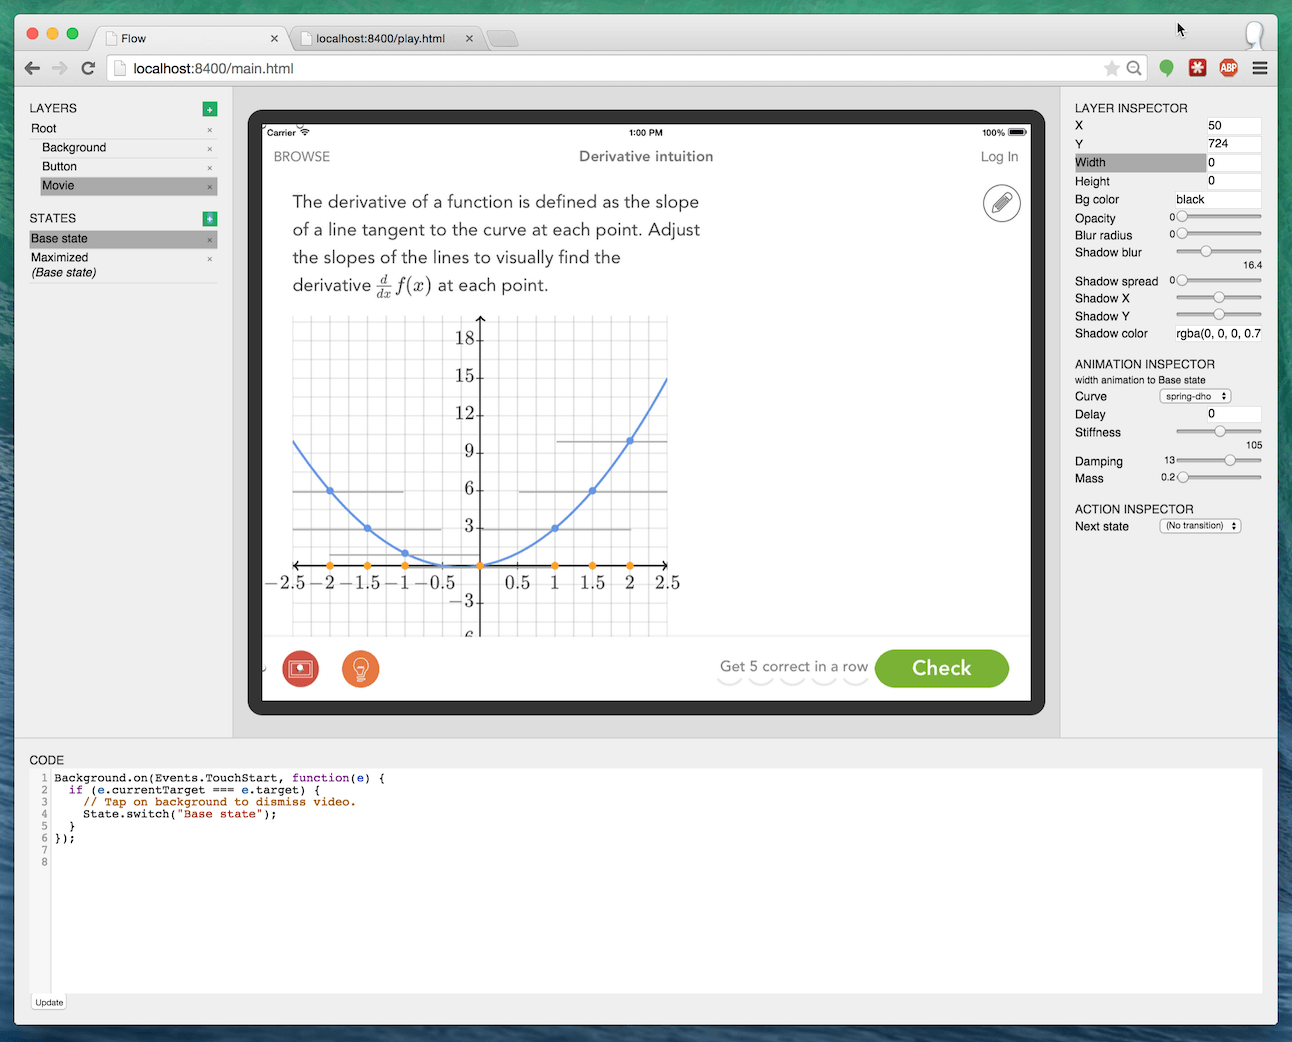 Flow
localhost:8400/play.html
localhost:8400/main.html
ABP
LAYERS
Root
Background
Button
Movie
STATES
Base state
Maximized
(Base state)
Carrier
1:00 PM
100%
BROWSE
Derivative intuition
Log In
The derivative of a function is defined as the slope
of a line tangent to the curve at each point. Adjust
the slopes of the lines to visually find the
derivative d/dx f(x) at each point.
18
15
12
9
6
3
−2.5 −2 −1.5 −1 −0.5 0.5 1 1.5 2 2.5
−3
6
Get 5 correct in a row
Check
LAYER INSPECTOR
X 50
Y 724
Width 0
Height 0
Bg color black
Opacity 0
Blur radius 0
Shadow blur
16.4
Shadow spread 0
Shadow X
Shadow Y
Shadow color rgba(0, 0, 0, 0.7
ANIMATION INSPECTOR
width animation to Base state
Curve spring-dho
Delay 0
Stiffness
105
Damping 13
Mass 0.2
ACTION INSPECTOR
Next state (No transition)
CODE
1 Background.on(Events.TouchStart, function(e) {
2 if (e.currentTarget === e.target) {
3 // Tap on background to dismiss video.
4 State.switch("Base state");
5 }
6 });
7
8
Update